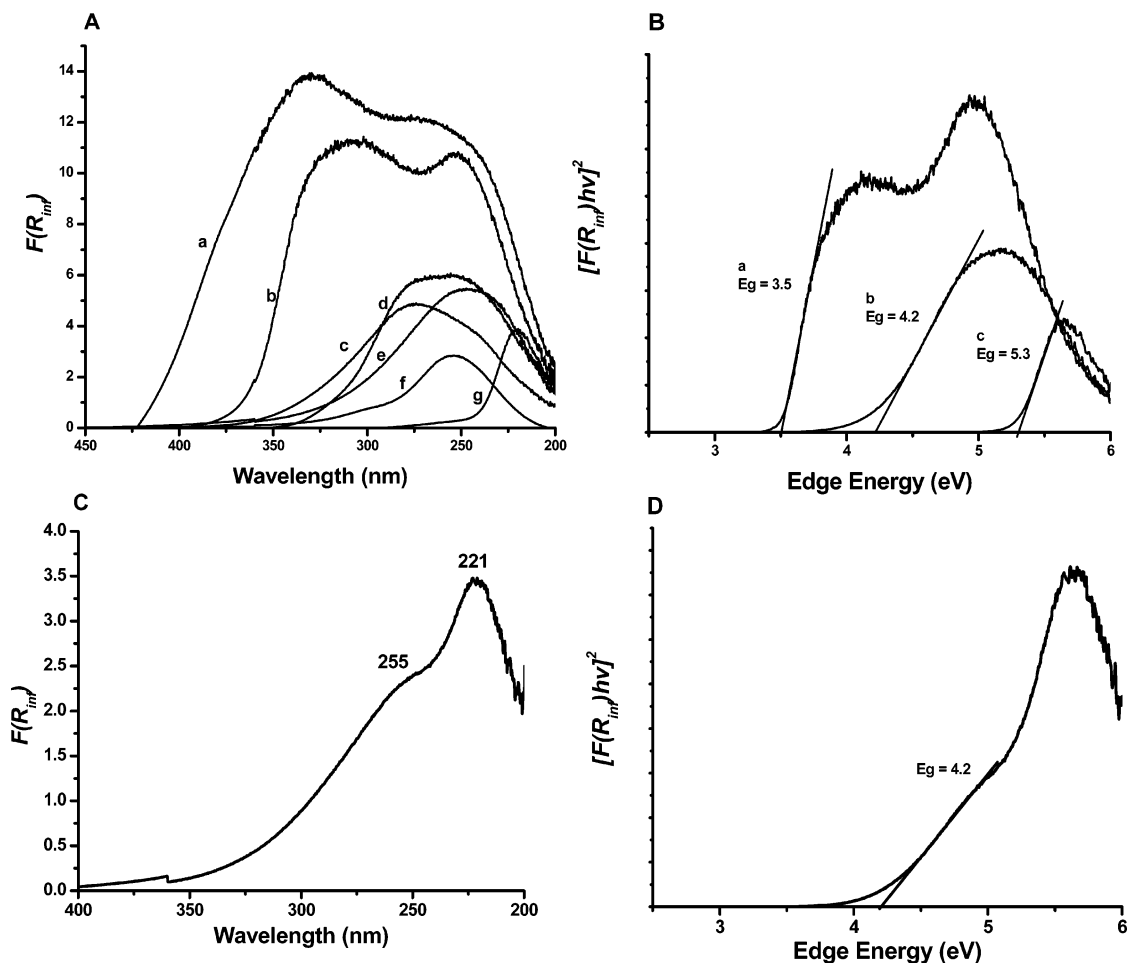 A
F(R_inf)
14
12
10
8
6
4
2
0
a
b
c
d
e
f
g
450 400 350 300 250 200
Wavelength (nm)
B
[F(R_inf)hν]²
a
Eg = 3.5
b
Eg = 4.2
c
Eg = 5.3
3 4 5 6
Edge Energy (eV)
C
F(R_inf)
4.0
3.5
3.0
2.5
2.0
1.5
1.0
0.5
0.0
221
255
400 350 300 250 200
Wavelength (nm)
D
[F(R_inf)hν]²
Eg = 4.2
3 4 5 6
Edge Energy (eV)